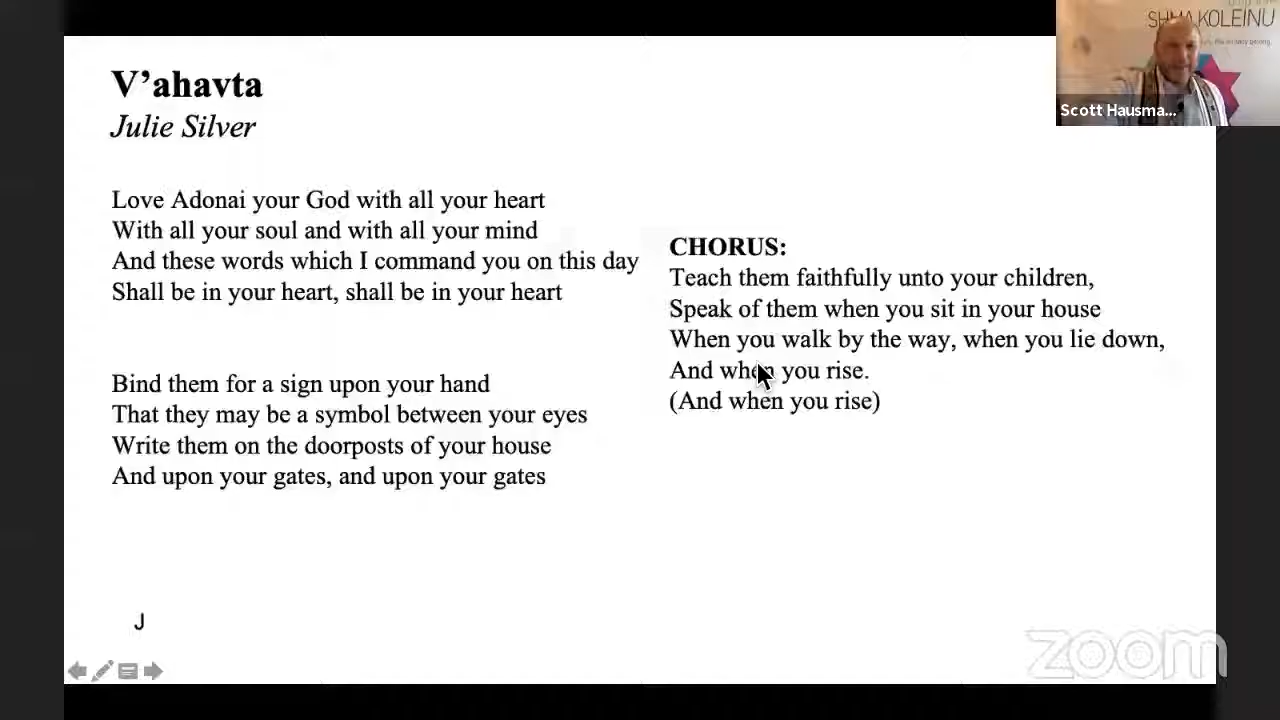 V’ahavta
Julie Silver
Love Adonai your God with all your heart
With all your soul and with all your mind
And these words which I command you on this day
Shall be in your heart, shall be in your heart
Bind them for a sign upon your hand
That they may be a symbol between your eyes
Write them on the doorposts of your house
And upon your gates, and upon your gates
CHORUS:
Teach them faithfully unto your children,
Speak of them when you sit in your house
When you walk by the way, when you lie down,
And when you rise.
(And when you rise)
J
KOLEINU
Scott Hausma...
zoom